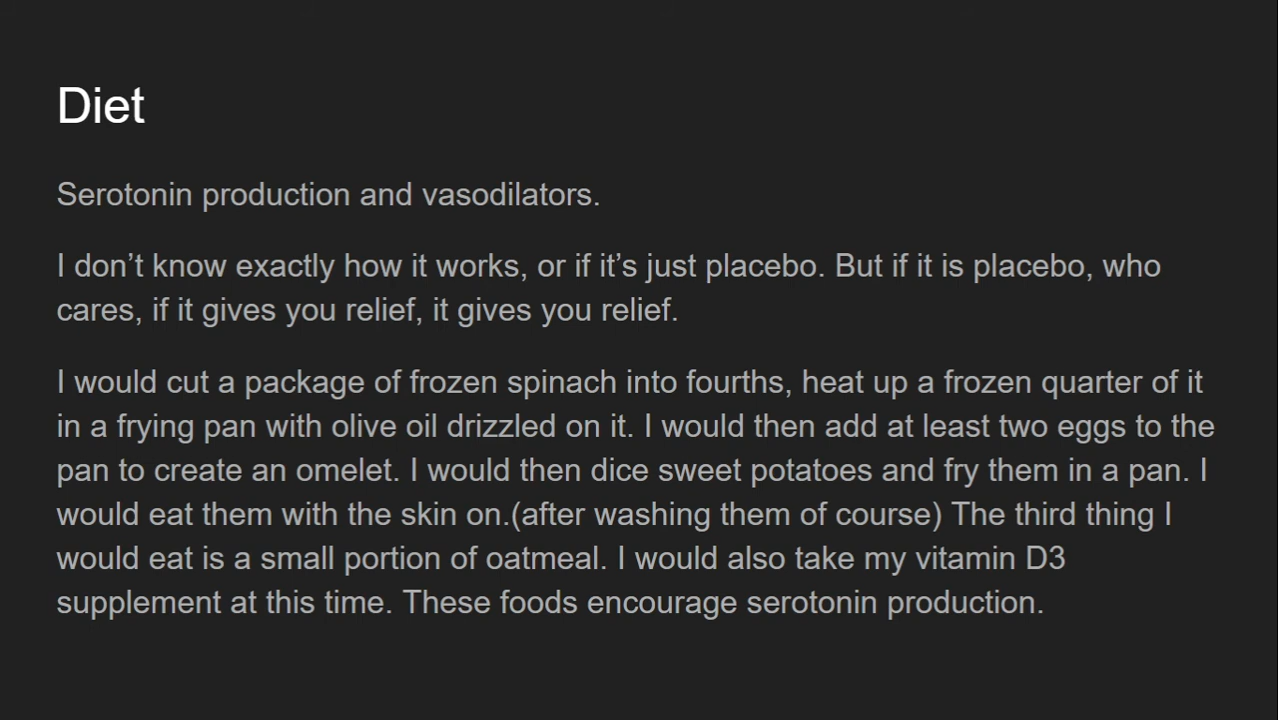 Diet
Serotonin production and vasodilators.
I don’t know exactly how it works, or if it’s just placebo. But if it is placebo, who
cares, if it gives you relief, it gives you relief.
I would cut a package of frozen spinach into fourths, heat up a frozen quarter of it
in a frying pan with olive oil drizzled on it. I would then add at least two eggs to the
pan to create an omelet. I would then dice sweet potatoes and fry them in a pan. I
would eat them with the skin on.(after washing them of course) The third thing I
would eat is a small portion of oatmeal. I would also take my vitamin D3
supplement at this time. These foods encourage serotonin production.